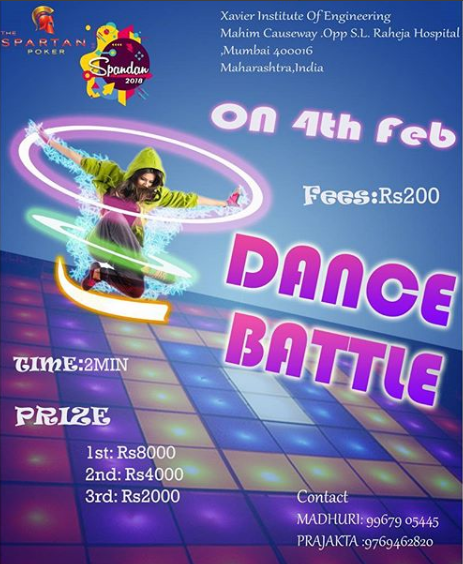 THE
SPARTAN
POKER
Spandan
2018
Xavier Institute Of Engineering
Mahim Causeway .Opp S.L. Raheja Hospital
,Mumbai 400016
Maharashtra,India
ON 4th Feb
Fees:Rs200
DANCE
BATTLE
TIME:2MIN
PRIZE
1st: Rs8000
2nd: Rs4000
3rd: Rs2000
Contact
MADHURI: 99679 05445
PRAJAKTA :9769462820